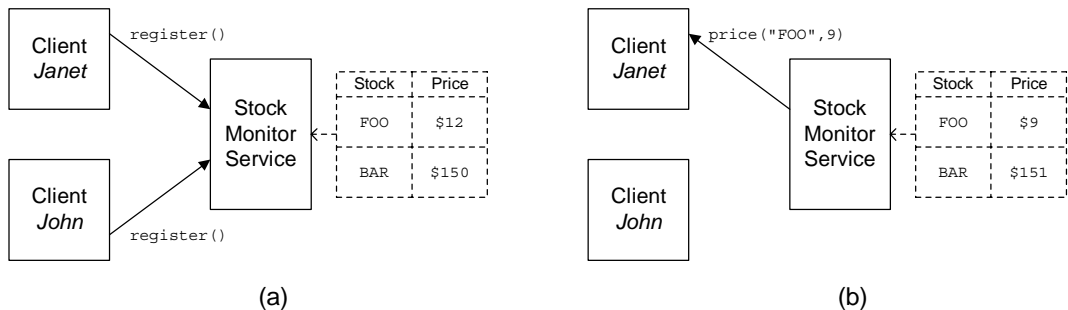 Client
Janet
register()
Stock
Monitor
Service
Stock Price
FOO $12
BAR $150
Client
John
register()
(a)
Client
Janet
price("FOO",9)
Stock
Monitor
Service
Stock Price
FOO $9
BAR $151
Client
John
(b)